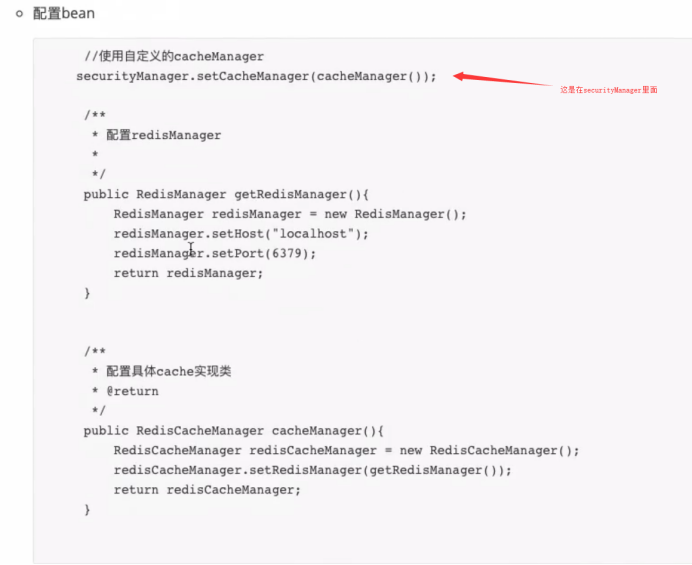 配置bean
//使用自定义的cacheManager
securityManager.setCacheManager(cacheManager());
这是在securityManager里面
/**
* 配置redisManager
*
*/
public RedisManager getRedisManager(){
RedisManager redisManager = new RedisManager();
redisManager.setHost("localhost");
redisManager.setPort(6379);
return redisManager;
}
/**
* 配置具体cache实现类
* @return
*/
public RedisCacheManager cacheManager(){
RedisCacheManager redisCacheManager = new RedisCacheManager();
redisCacheManager.setRedisManager(getRedisManager());
return redisCacheManager;
}